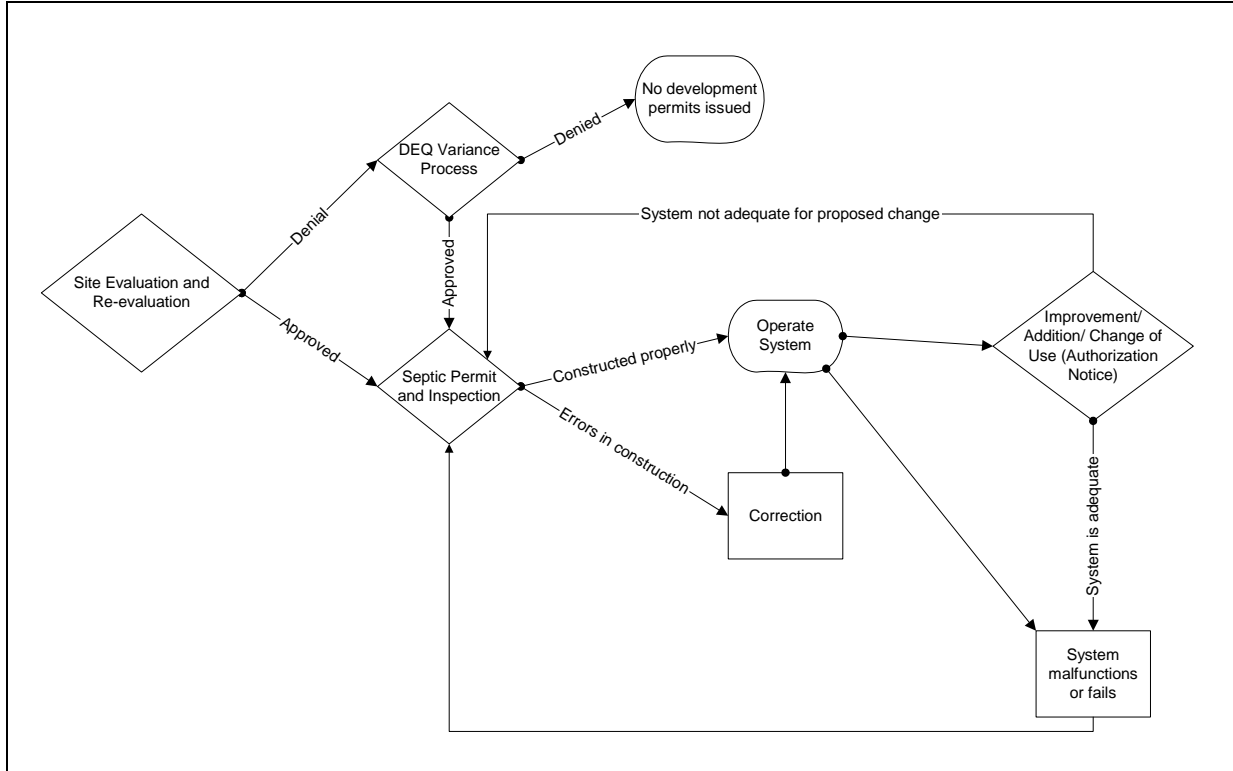 No development
permits issued
DEQ Variance
Process
Denied
Denial
System not adequate for proposed change
Site Evaluation and
Re-evaluation
Approved
Approved
Operate
System
Improvement/
Addition/ Change of
Use (Authorization
Notice)
Constructed properly
Septic Permit
and Inspection
Errors in construction
Correction
System is adequate
System
malfunctions
or fails